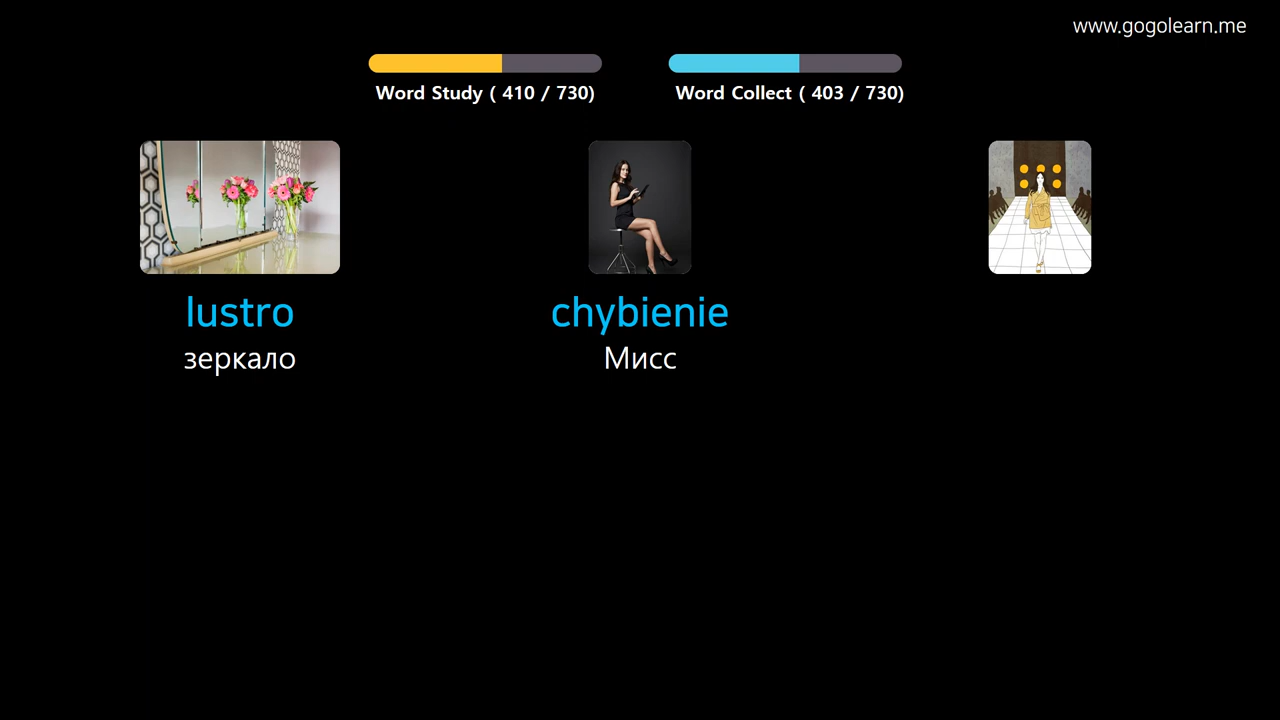 www.gogolearn.me
Word Study ( 410 / 730)
Word Collect ( 403 / 730)
lustro
chybienie
зеркало
Мисс